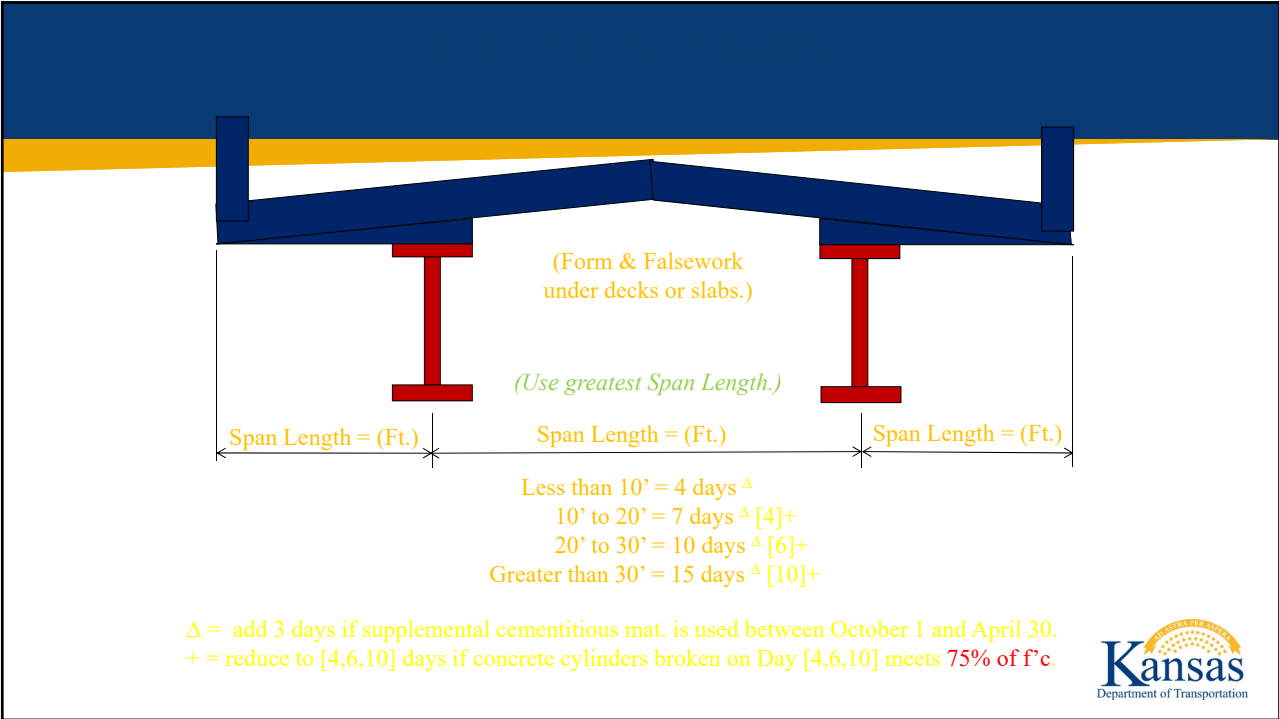 (Form & Falsework
under decks or slabs.)
(Use greatest Span Length.)
Span Length = (Ft.)
Span Length = (Ft.)
Span Length = (Ft.)
Less than 10’ = 4 days Δ
10’ to 20’ = 7 days Δ [4]+
20’ to 30’ = 10 days Δ [6]+
Greater than 30’ = 15 days Δ [10]+
Δ = add 3 days if supplemental cementitious mat. is used between October 1 and April 30.
+ = reduce to [4,6,10] days if concrete cylinders broken on Day [4,6,10] meets 75% of f’c.
AD ASTRA PER ASPERA
Kansas
Department of Transportation